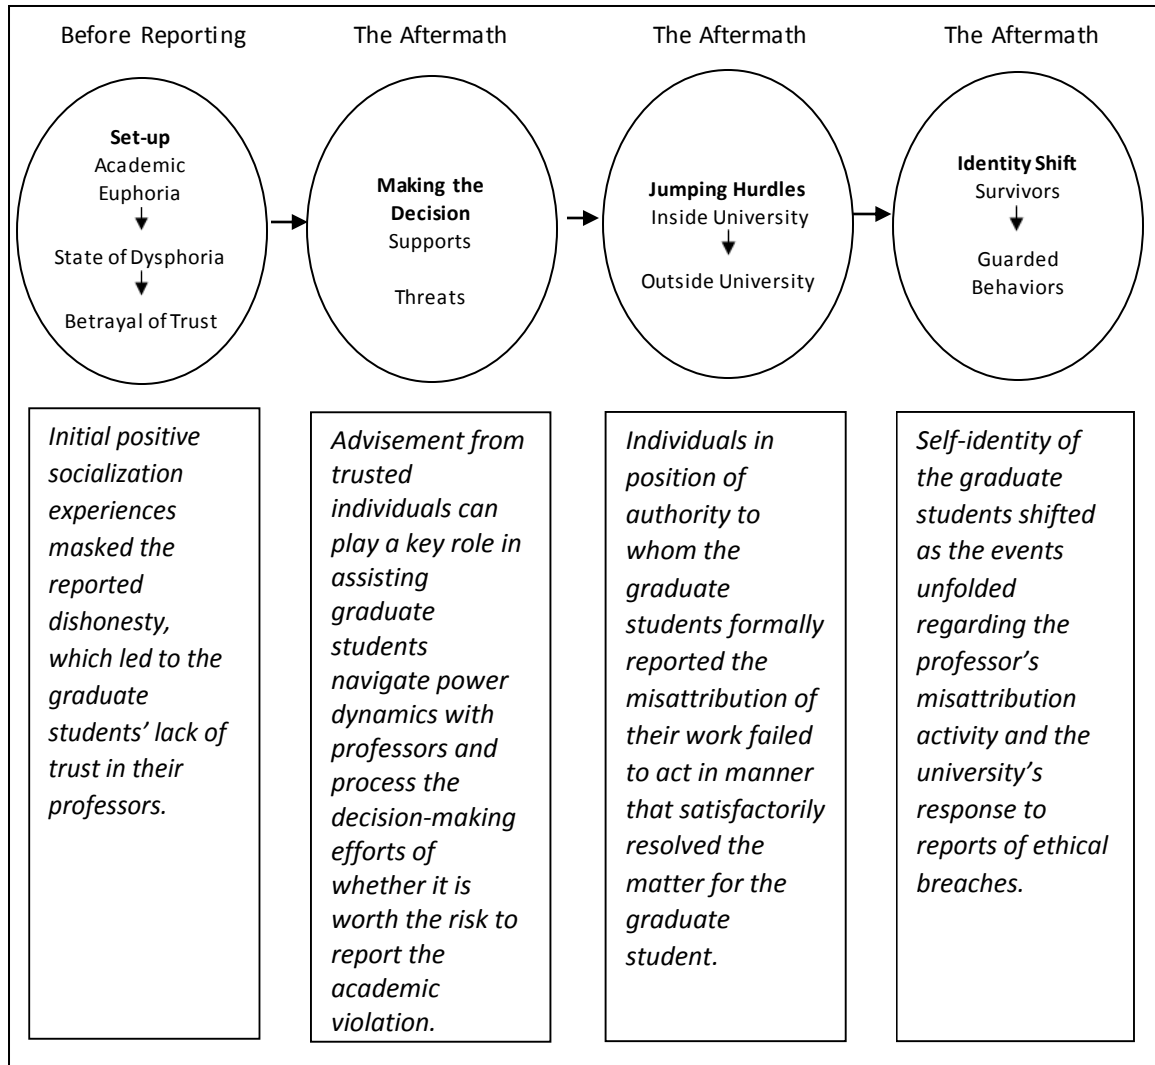 Before Reporting
The Aftermath
The Aftermath
The Aftermath
Set-up
Academic
Euphoria
State of Dysphoria
Betrayal of Trust
Making the
Decision
Supports
Threats
Jumping Hurdles
Inside University
Outside University
Identity Shift
Survivors
Guarded
Behaviors
Initial positive
socialization
experiences
masked the
reported
dishonesty,
which led to the
graduate
students’ lack of
trust in their
professors.
Advisement from
trusted
individuals can
play a key role in
assisting
graduate
students
navigate power
dynamics with
professors and
process the
decision-making
efforts of
whether it is
worth the risk to
report the
academic
violation.
Individuals in
position of
authority to
whom the
graduate
students formally
reported the
misattribution of
their work failed
to act in manner
that satisfactorily
resolved the
matter for the
graduate
student.
Self-identity of
the graduate
students shifted
as the events
unfolded
regarding the
professor’s
misattribution
activity and the
university’s
response to
reports of ethical
breaches.